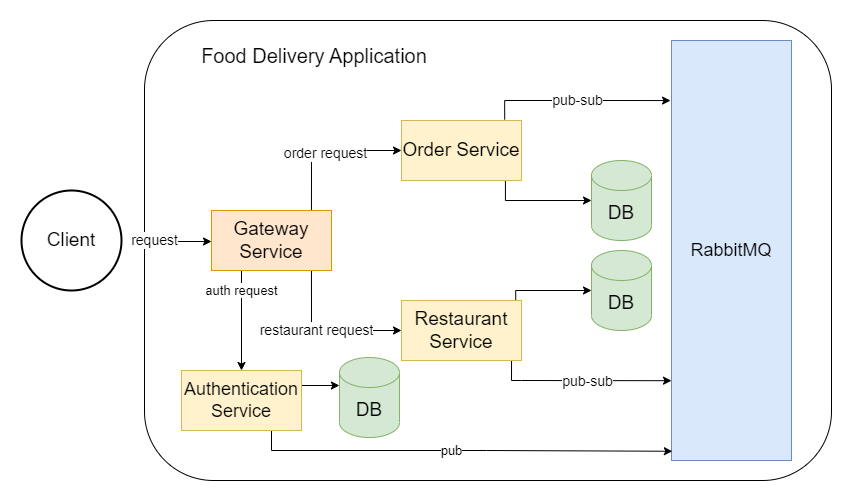 Food Delivery Application
pub-sub
order request
Order Service
DB
Client
request
Gateway
Service
RabbitMQ
auth request
DB
restaurant request
Restaurant
Service
Authentication
Service
DB
pub-sub
pub